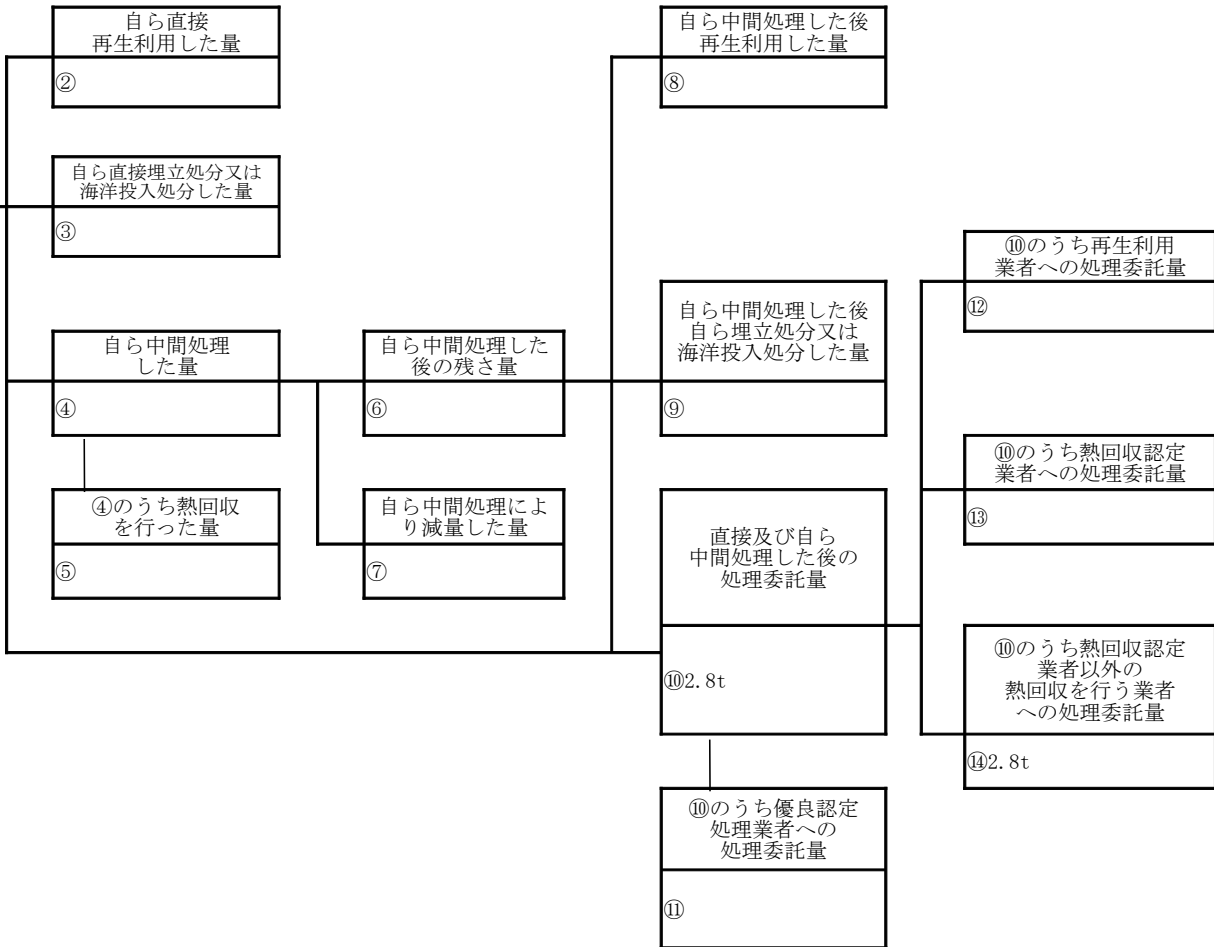 自ら直接
再生利用した量
②
自ら直接埋立処分又は
海洋投入処分した量
③
自ら中間処理
した量
④
④のうち熱回収
を行った量
⑤
自ら中間処理した
後の残さ量
⑥
自ら中間処理によ
り減量した量
⑦
自ら中間処理した後
再生利用した量
⑧
自ら中間処理した後
自ら埋立処分又は
海洋投入処分した量
⑨
直接及び自ら
中間処理した後の
処理委託量
⑩2.8t
⑩のうち優良認定
処理業者への
処理委託量
⑪
⑩のうち再生利用
業者への処理委託量
⑫
⑩のうち熱回収認定
業者への処理委託量
⑬
⑩のうち熱回収認定
業者以外の
熱回収を行う業者
への処理委託量
⑭2.8t